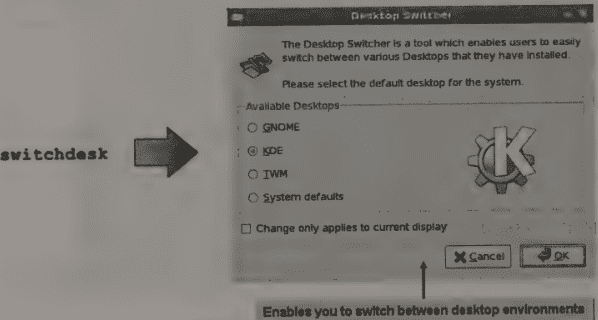 switchdesk
Desktop Switcher
The Desktop Switcher is a tool which enables users to easily
switch between various Desktops that they have installed.
Please select the default desktop for the system.
Available Desktops
GNOME
KDE
TWM
System defaults
Change only applies to current display
Cancel
OK
Enables you to switch between desktop environments